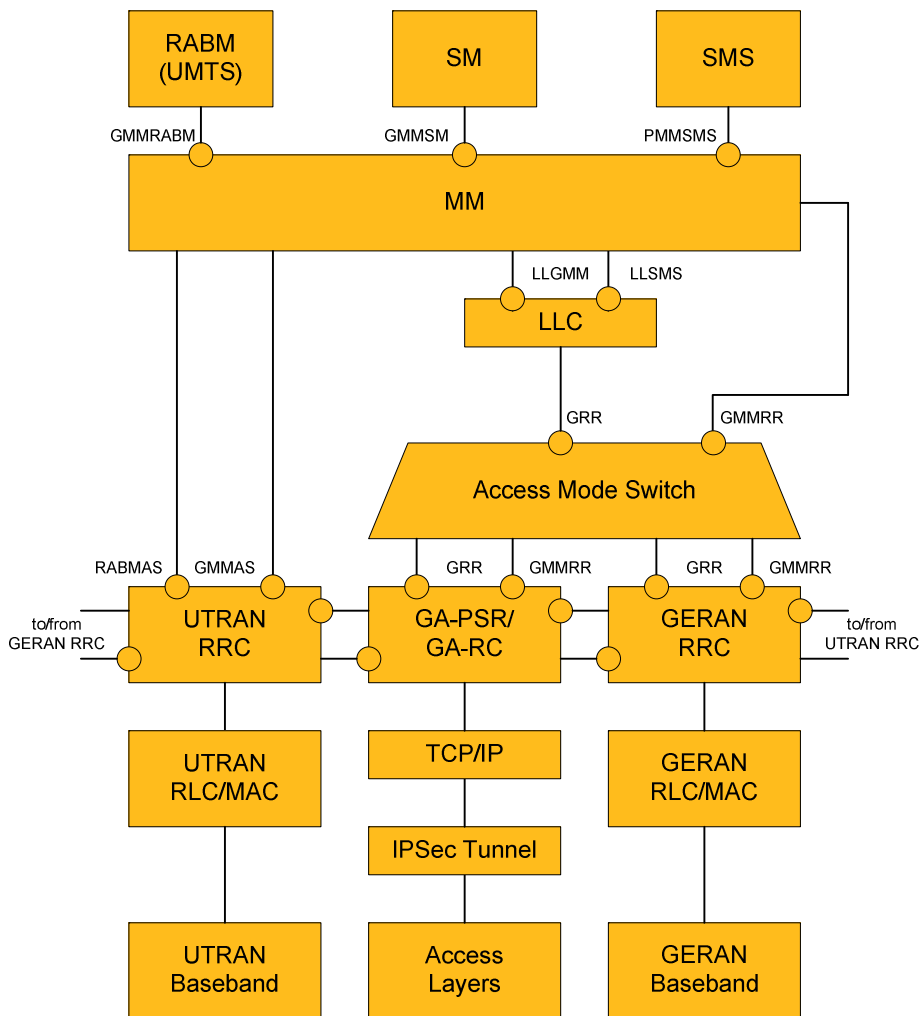 RABM
(UMTS)
SM
SMS
GMMRABM
GMMSM
PMMSMS
MM
LLGMM
LLSMS
LLC
GRR
GMMRR
Access Mode Switch
RABMAS
GMMAS
GRR
GMMRR
GRR
GMMRR
to/from
GERAN RRC
UTRAN
RRC
GA-PSR/
GA-RC
GERAN
RRC
to/from
UTRAN RRC
UTRAN
RLC/MAC
TCP/IP
GERAN
RLC/MAC
IPSec Tunnel
UTRAN
Baseband
Access
Layers
GERAN
Baseband